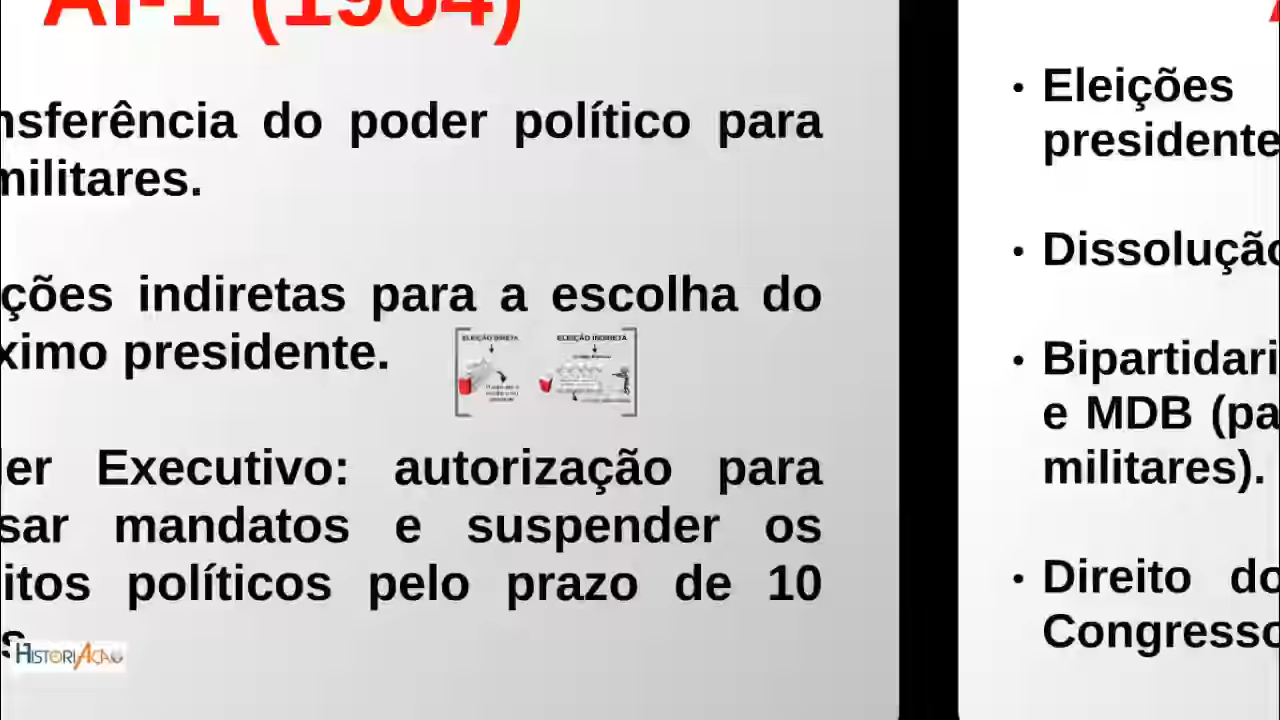 AI-1 (1964)
nsferência do poder político para
militares.
ções indiretas para a escolha do
ximo presidente.
ELEIÇÃO DIRETA
ELEIÇÃO INDIRETA
er Executivo: autorização para
sar mandatos e suspender os
itos políticos pelo prazo de 10
s
HISTORIAÇÃO
• Eleições
presidente
• Dissolução
• Bipartidari
e MDB (pa
militares).
• Direito do
Congresso